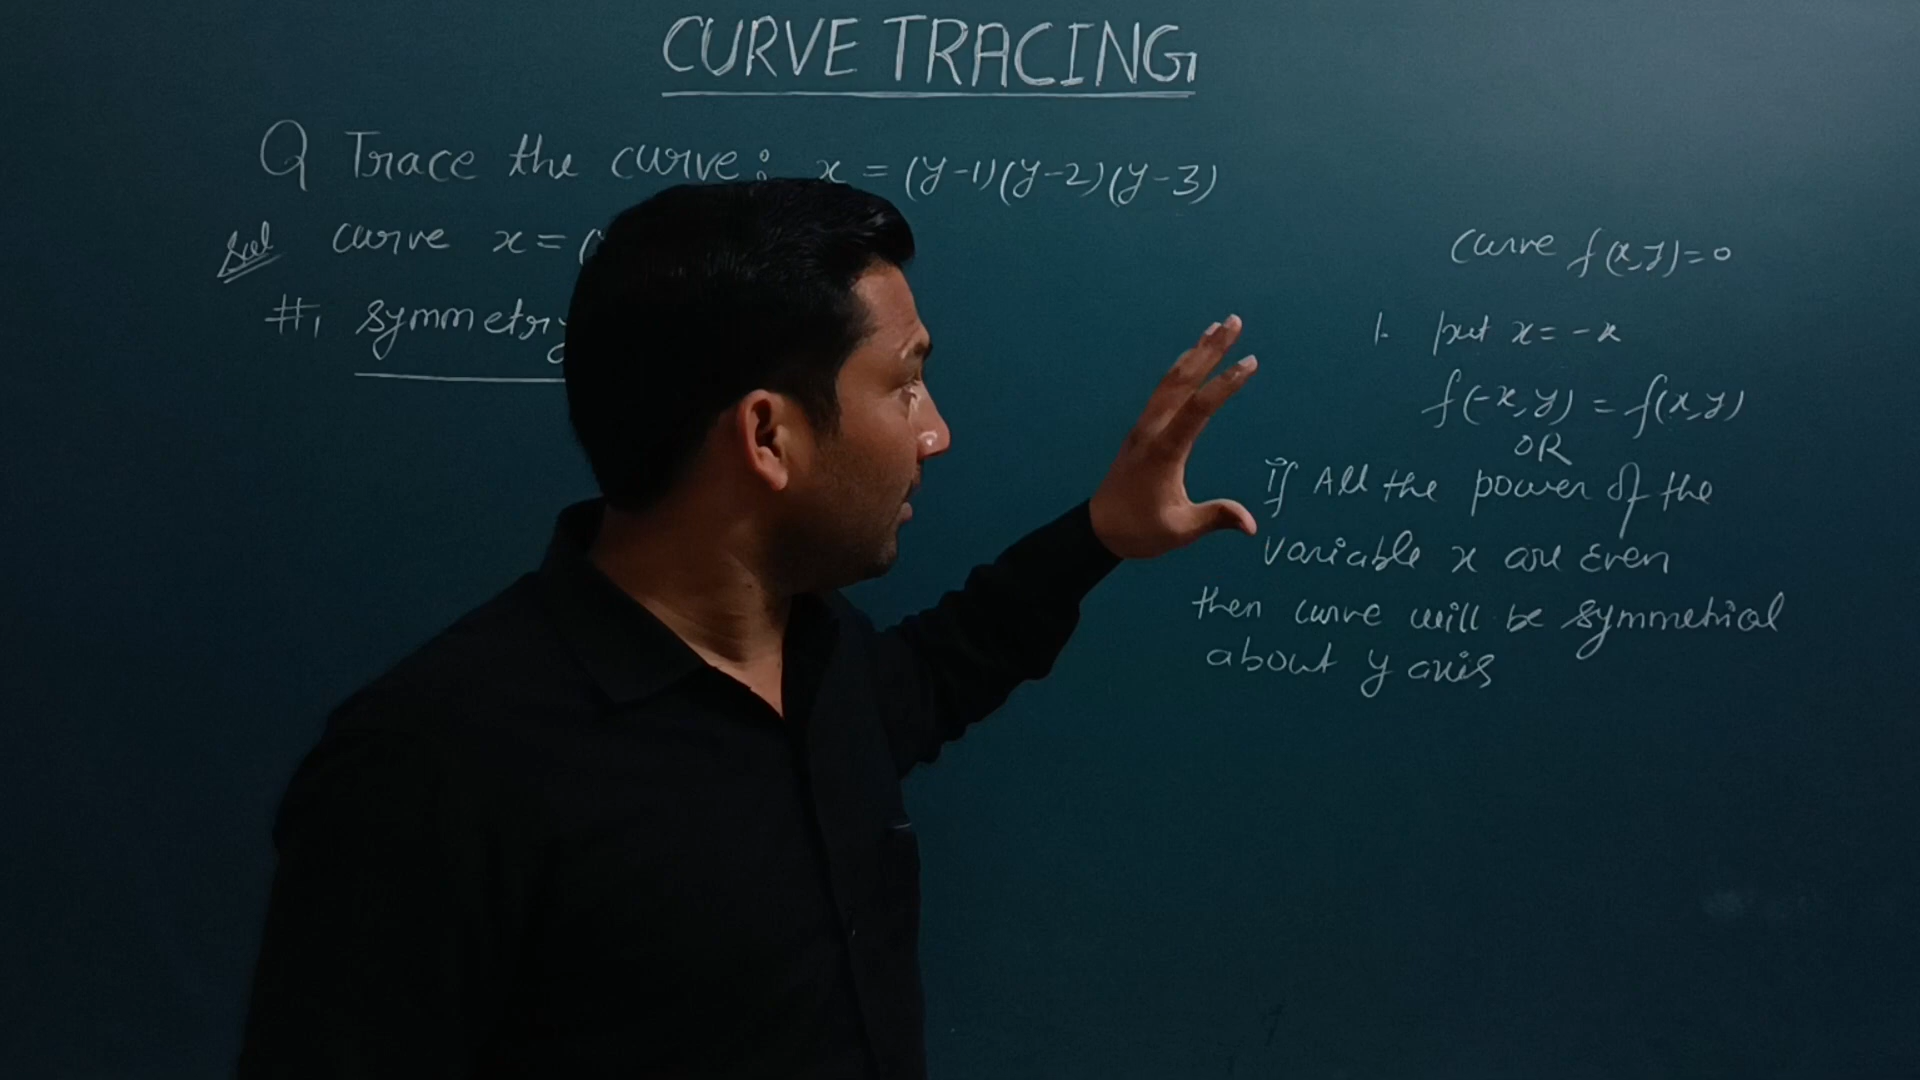 CURVE TRACING
Q Trace the curve: x = (y-1)(y-2)(y-3)
Sol curve x = (
#1 Symmetry
Curve f(x,y)=0
1. put x = -x
f(-x,y) = f(x,y)
OR
if All the power of the
Variable x are Even
then curve will be symmetrical
about y axis